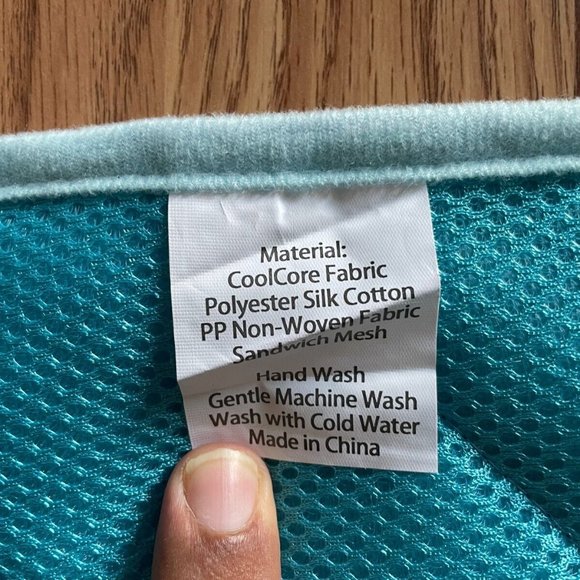 Material:
CoolCore Fabric
Polyester Silk Cotton
PP Non-Woven Fabric
Sandwich Mesh
Hand Wash
Gentle Machine Wash
Wash with Cold Water
Made in China